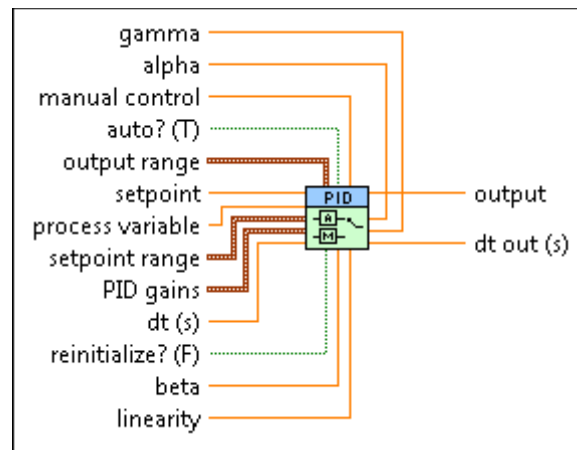 gamma
alpha
manual control
auto? (T)
output range
setpoint
process variable
setpoint range
PID gains
dt (s)
reinitialize? (F)
beta
linearity
PID
A
M
output
dt out (s)